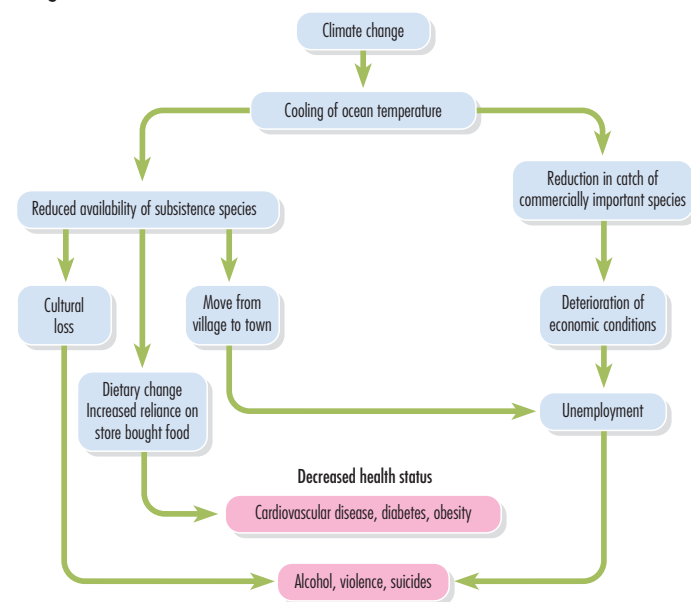 Climate change
Cooling of ocean temperature
Reduction in catch of
commercially important species
Reduced availability of subsistence species
Cultural
loss
Move from
village to town
Deterioration of
economic conditions
Dietary change
Increased reliance on
store bought food
Unemployment
Decreased health status
Cardiovascular disease, diabetes, obesity
Alcohol, violence, suicides